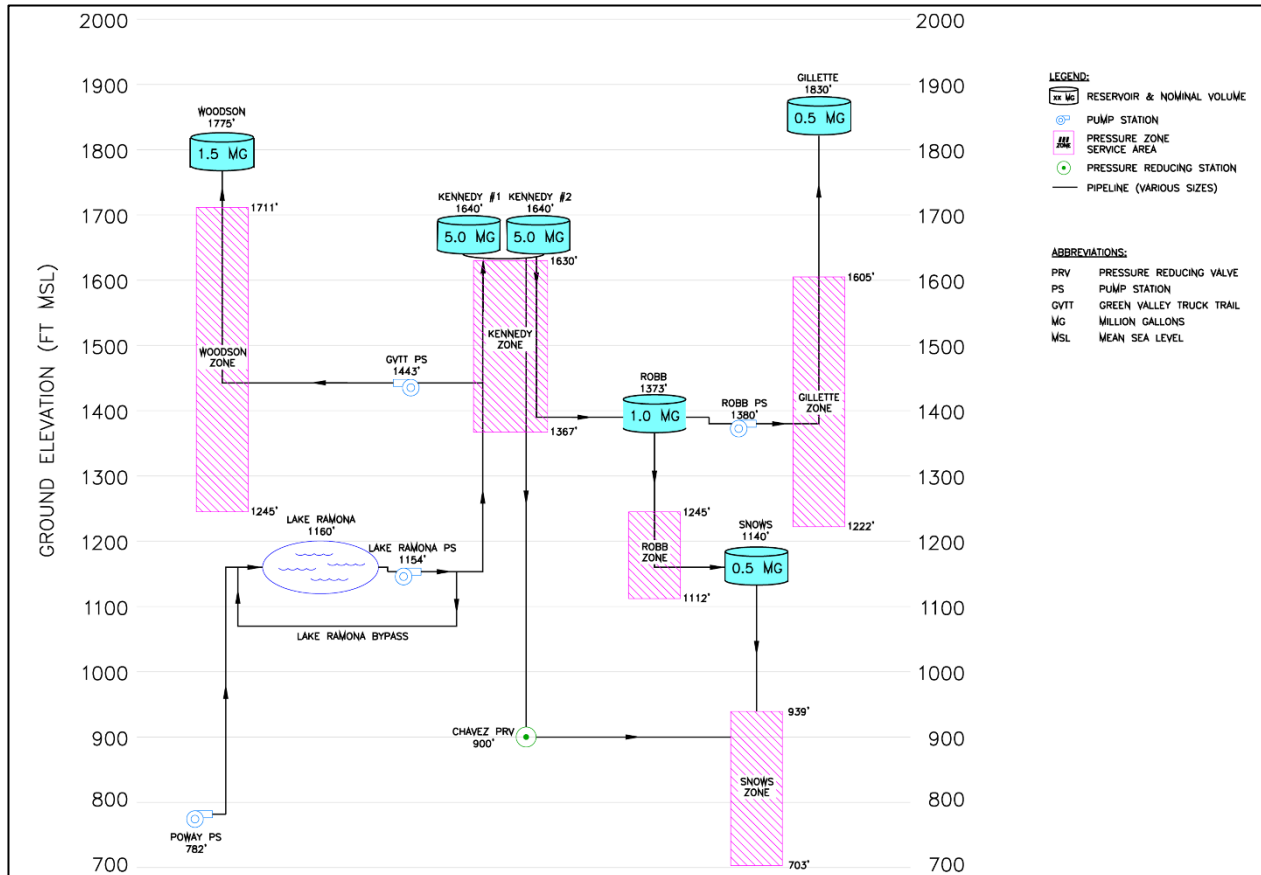 GROUND ELEVATION (FT MSL)
2000
1900
1800
1700
1600
1500
1400
1300
1200
1100
1000
900
800
700
WOODSON
1775'
1.5 MG
1711'
WOODSON
ZONE
1245'
GVTT PS
1443'
KENNEDY #1
1640'
5.0 MG
KENNEDY #2
1640'
5.0 MG
1630'
KENNEDY
ZONE
1367'
LAKE RAMONA
1160'
LAKE RAMONA PS
1154'
LAKE RAMONA BYPASS
POWAY PS
782'
CHAVEZ PRV
900'
ROBB
1373'
1.0 MG
ROBB PS
1380'
1245'
ROBB
ZONE
1112'
SNOWS
1140'
0.5 MG
939'
SNOWS
ZONE
703'
GILLETTE
1830'
0.5 MG
1605'
GILLETTE
ZONE
1222'
2000
1900
1800
1700
1600
1500
1400
1300
1200
1100
1000
900
800
700
LEGEND:
xx MG RESERVOIR & NOMINAL VOLUME
PUMP STATION
ZONE
PRESSURE ZONE
SERVICE AREA
PRESSURE REDUCING STATION
PIPELINE (VARIOUS SIZES)
ABBREVIATIONS:
PRV PRESSURE REDUCING VALVE
PS PUMP STATION
GVTT GREEN VALLEY TRUCK TRAIL
MG MILLION GALLONS
MSL MEAN SEA LEVEL